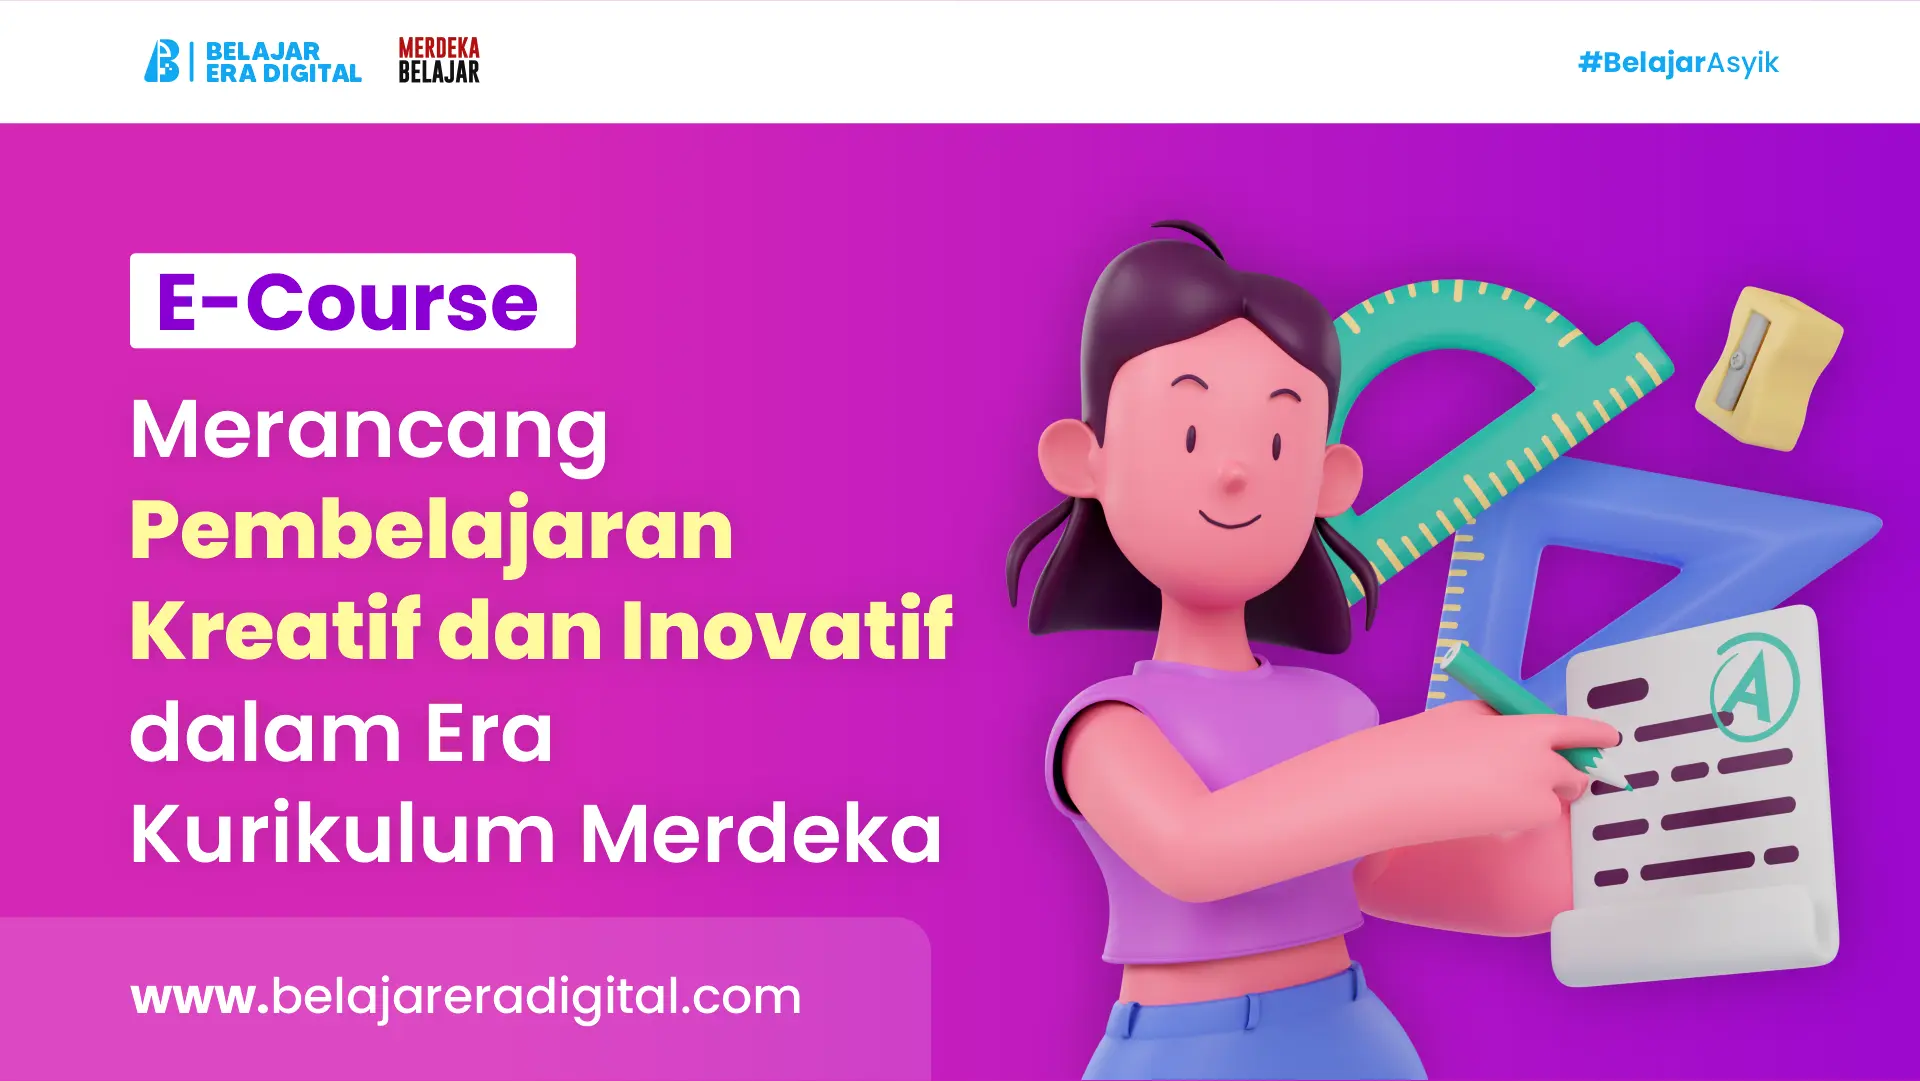 BELAJAR
ERA DIGITAL
MERDEKA
BELAJAR
#BelajarAsyik
E-Course
Merancang
Pembelajaran
Kreatif dan Inovatif
dalam Era
Kurikulum Merdeka
A
www.belajareradigital.com